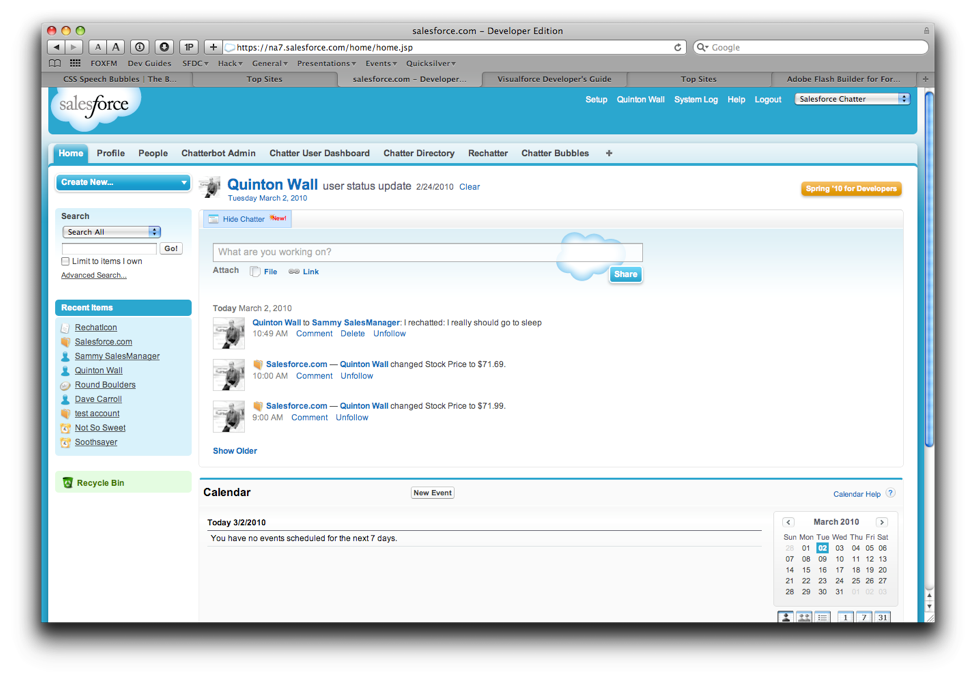 salesforce.com – Developer Edition
A A 1P + https://na7.salesforce.com/home/home.jsp Google
FOXFM Dev Guides SFDC Hack General Presentations Events Quicksilver
CSS Speech Bubbles | The B... Top Sites salesforce.com – Developer... Visualforce Developer's Guide Top Sites Adobe Flash Builder for For... +
salesforce Setup Quinton Wall System Log Help Logout Salesforce Chatter
Home Profile People Chatterbot Admin Chatter User Dashboard Chatter Directory Rechatter Chatter Bubbles +
Create New...
Search
Search All
Go!
Limit to items I own
Advanced Search...
Recent Items
Rechatlcon
Salesforce.com
Sammy SalesManager
Quinton Wall
Round Boulders
Dave Carroll
test account
Not So Sweet
Soothsayer
Recycle Bin
Quinton Wall user status update 2/24/2010 Clear
Tuesday March 2, 2010
Spring '10 for Developers
Hide Chatter New!
What are you working on?
Attach File Link Share
Today March 2, 2010
Quinton Wall to Sammy SalesManager: I rechatted: I really should go to sleep
10:49 AM Comment Delete Unfollow
Salesforce.com — Quinton Wall changed Stock Price to $71.69.
10:00 AM Comment Unfollow
Salesforce.com — Quinton Wall changed Stock Price to $71.99.
9:00 AM Comment Unfollow
Show Older
Calendar New Event Calendar Help ?
Today 3/2/2010
You have no events scheduled for the next 7 days.
March 2010
Sun Mon Tue Wed Thu Fri Sat
28 01 02 03 04 05 06
07 08 09 10 11 12 13
14 15 16 17 18 19 20
21 22 23 24 25 26 27
28 29 30 31 01 02 03
1 7 31